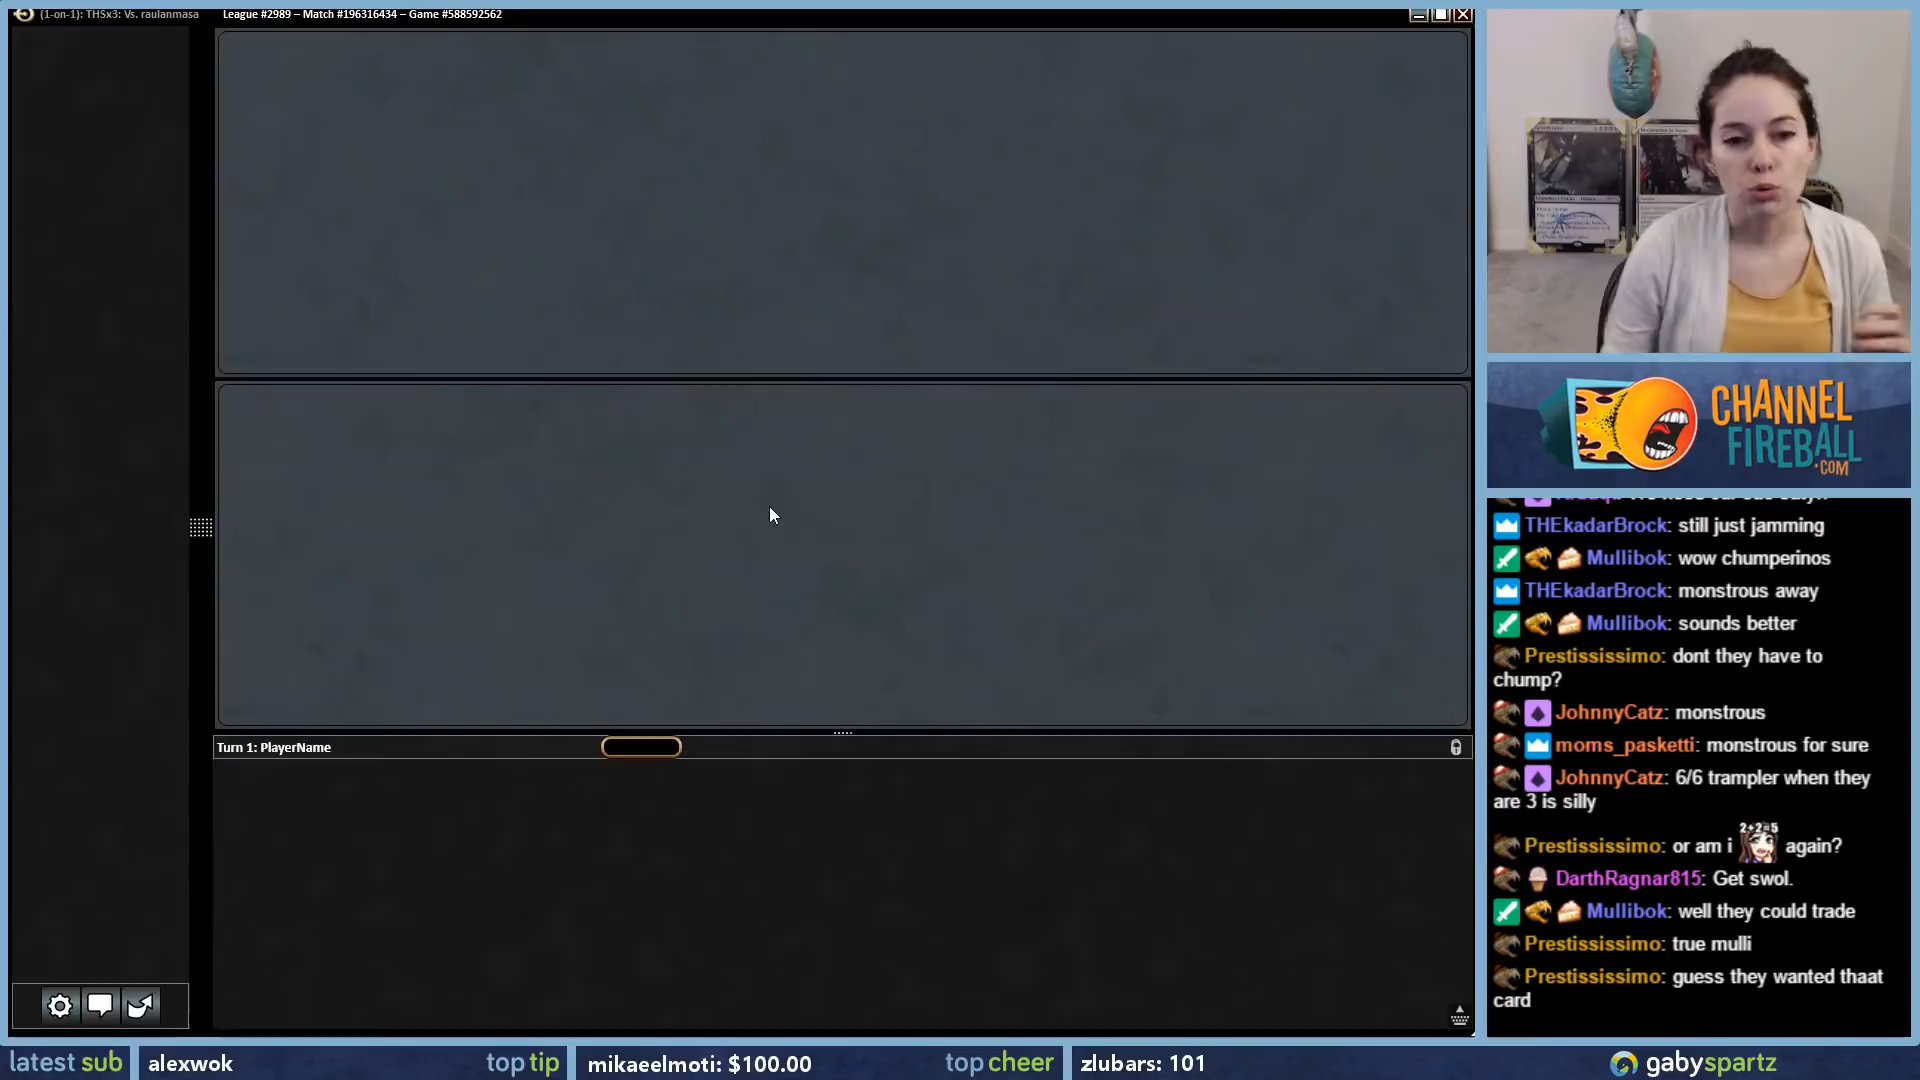 (1-on-1): THSx3: Vs. raulanmasa
League #2989 – Match #196316434 – Game #588592562
Turn 1: PlayerName
CHANNEL
FIREBALL
.COM
THEkadarBrock: still just jamming
Mullibok: wow chumperinos
THEkadarBrock: monstrous away
Mullibok: sounds better
Prestississimo: dont they have to
chump?
JohnnyCatz: monstrous
moms_pasketti: monstrous for sure
JohnnyCatz: 6/6 trampler when they
are 3 is silly
2+2=5
Prestississimo: or am i again?
DarthRagnar815: Get swol.
Mullibok: well they could trade
Prestississimo: true mulli
Prestississimo: guess they wanted thaat
card
latest sub
alexwok
top tip
mikaeelmoti: $100.00
top cheer
zlubars: 101
gabyspartz